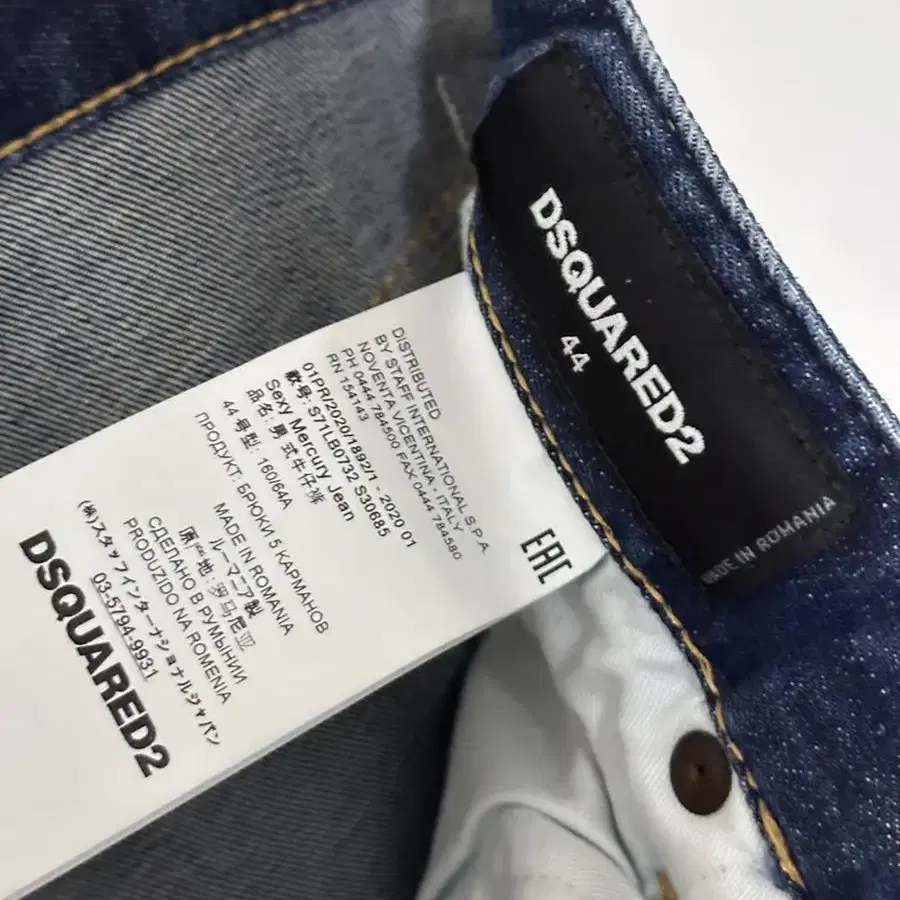 DSQUARED2
44
MADE IN ROMANIA
DISTRIBUTED
BY STAFF INTERNATIONAL S.P.A.
NOVENTA VICENTINA - ITALY
PH 0444 784500 FAX 0444 784580
RN 154143
01PR/2020/1892/1 - 2020 01
款号: S71LB0732 S30685
Sexy Mercury Jean
品名: 男式牛仔裤
44 号型: 160/64A
ПРОДУКТ: БРЮКИ 5 КАРМАНОВ
MADE IN ROMANIA
ルーマニア製
原产地:罗马尼亚
СДЕЛАНО В РУМЫНИИ
PRODUZIDO NA ROMENIA
(株)スタッフインターナショナルジャパン
03-5794-9931
DSQUARED2
EAC